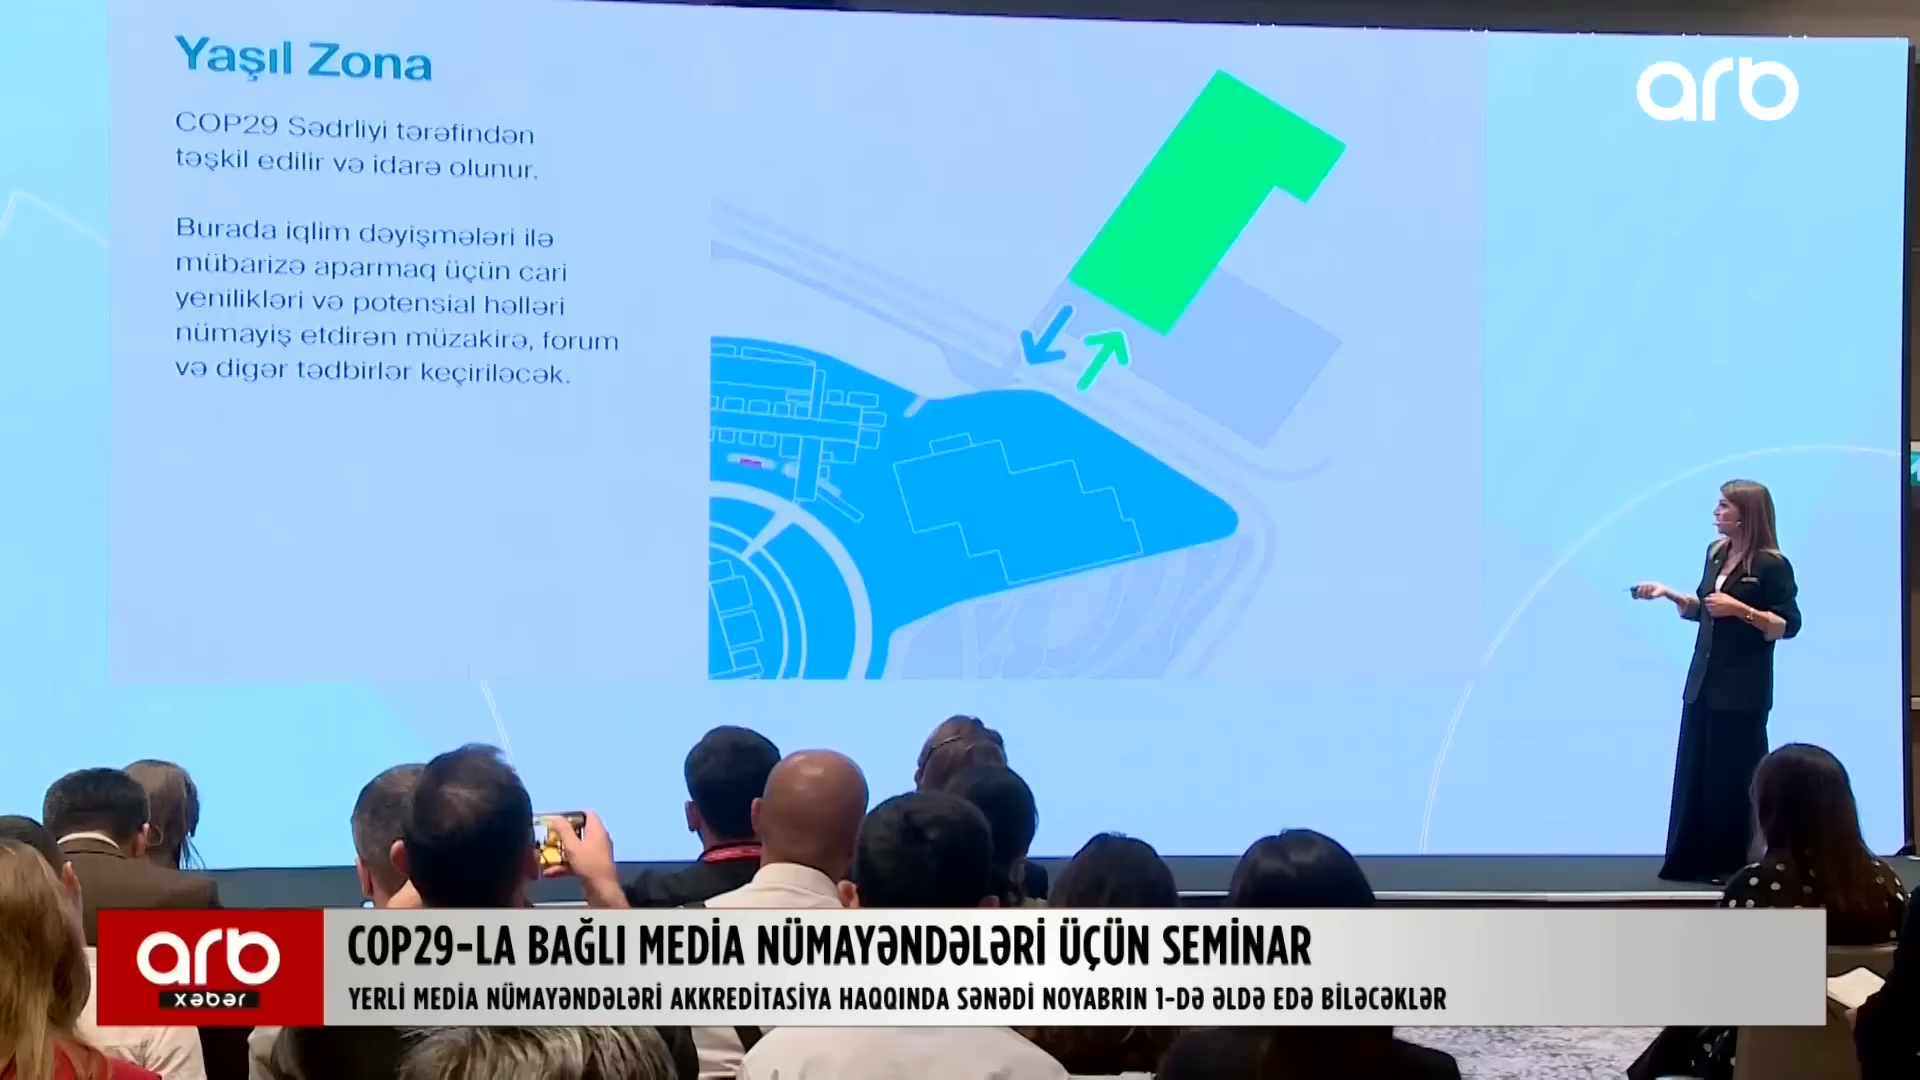 Yaşıl Zona
COP29 Sədrliyi tərəfindən
təşkil edilir və idarə olunur.
Burada iqlim dəyişmələri ilə
mübarizə aparmaq üçün cari
yenilikləri və potensial həlləri
nümayiş etdirən müzakirə, forum
və digər tədbirlər keçiriləcək.
arb
arb
xəbər
COP29-LA BAĞLI MEDİA NÜMAYƏNDƏLƏRİ ÜÇÜN SEMİNAR
YERLİ MEDİA NÜMAYƏNDƏLƏRİ AKKREDİTASİYA HAQQINDA SƏNƏDİ NOYABRIN 1-DƏ ƏLDƏ EDƏ BİLƏCƏKLƏR